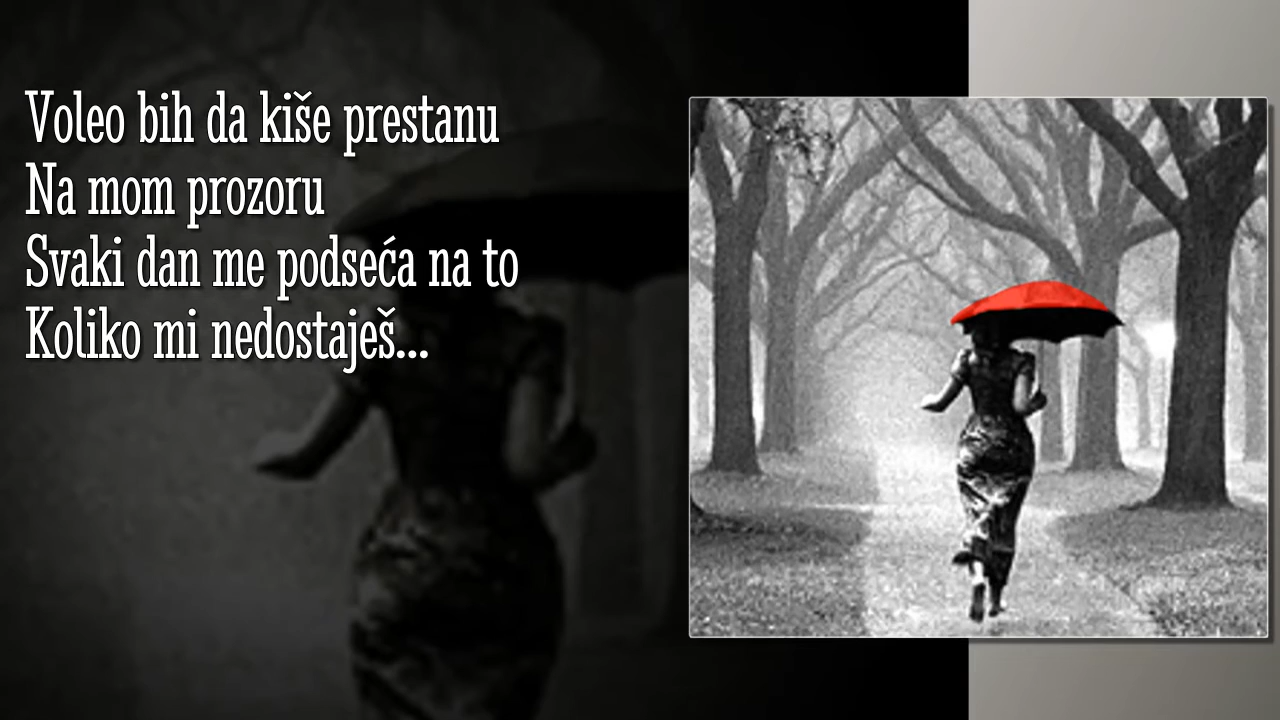 Voleo bih da kiše prestanu
Na mom prozoru
Svaki dan me podseća na to
Koliko mi nedostaješ...